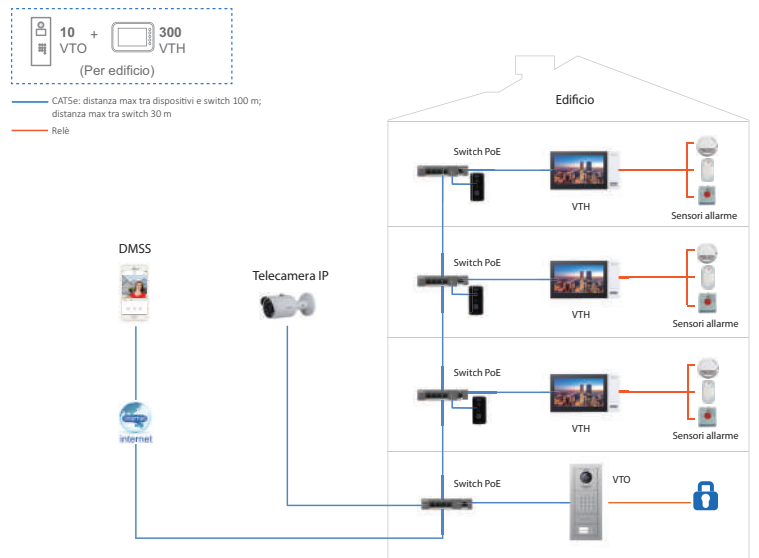 10 + 300
VTO VTH
(Per edificio)
CAT5e: distanza max tra dispositivi e switch 100 m;
distanza max tra switch 30 m
Relè
Edificio
Switch PoE
VTH
Sensori allarme
DMSS
Telecamera IP
Switch PoE
VTH
Sensori allarme
Switch PoE
VTH
Sensori allarme
internet
Switch PoE
VTO